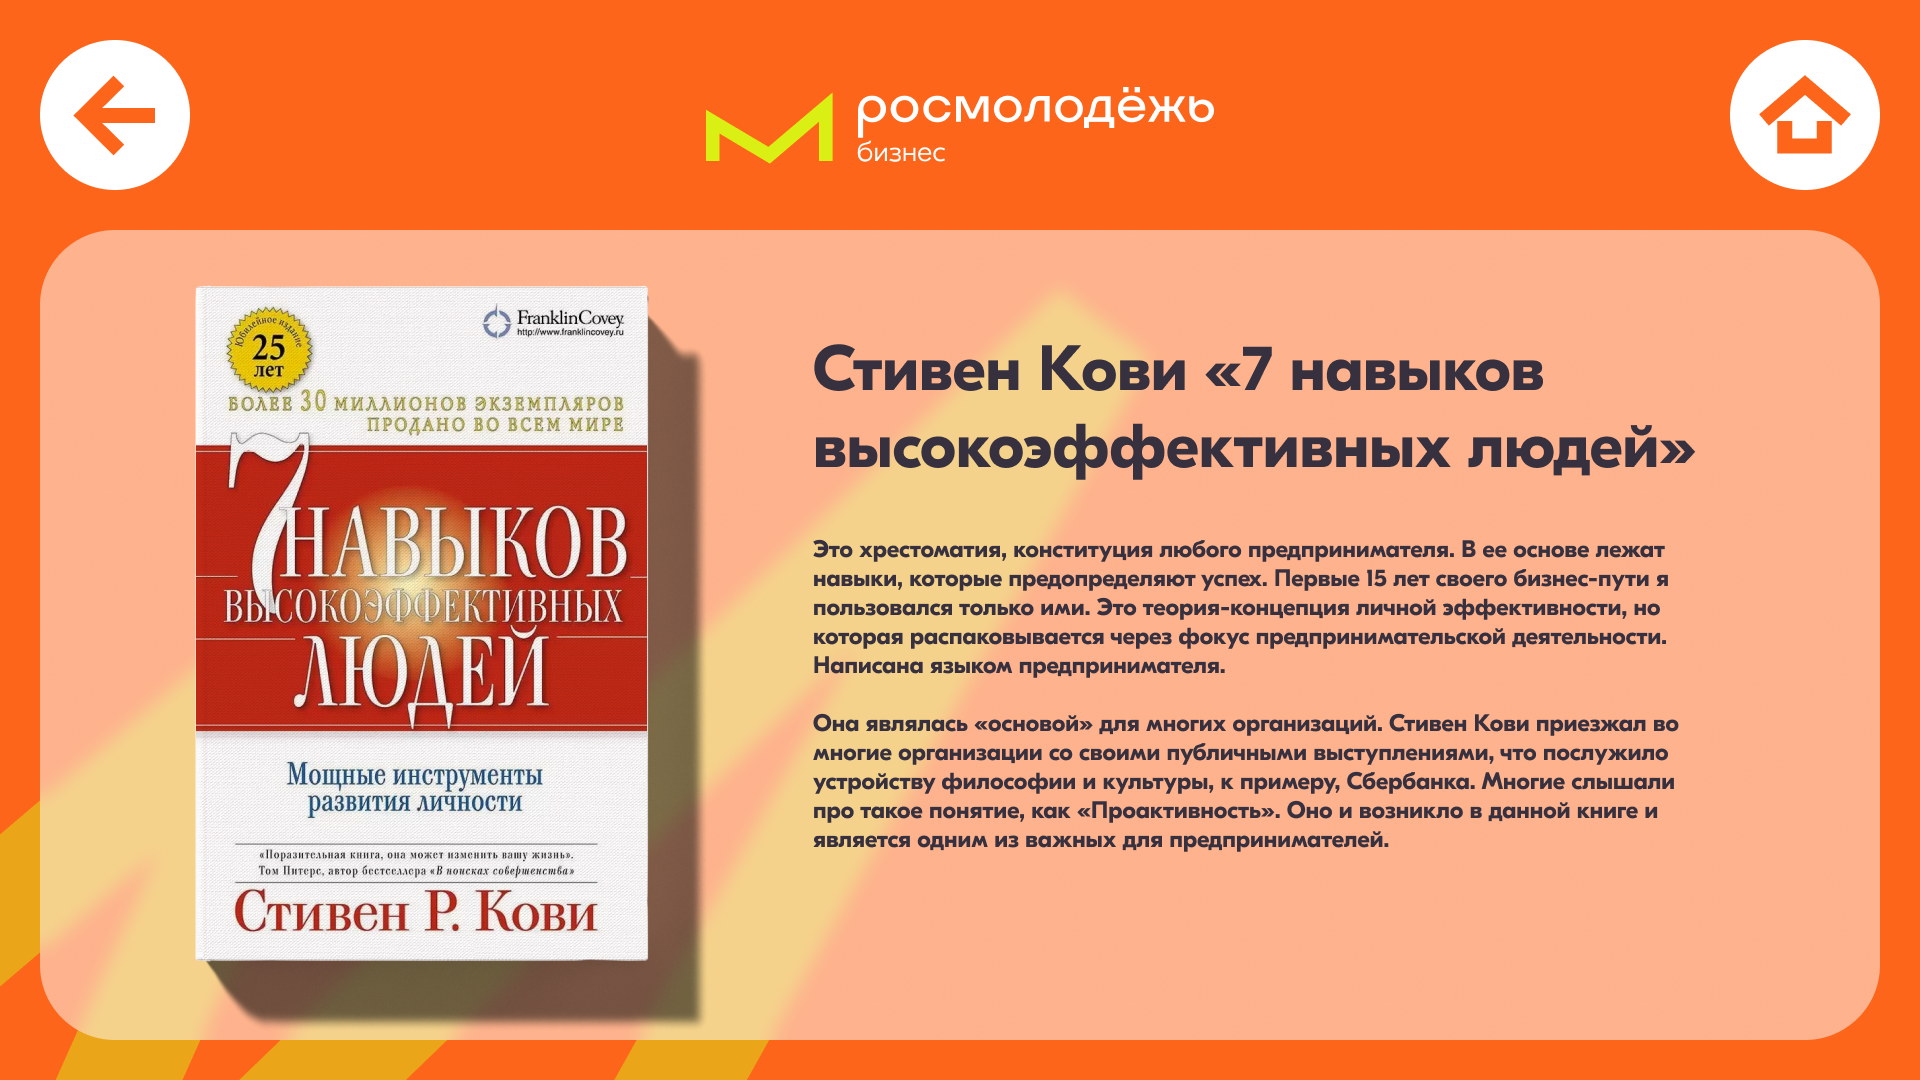 росмолодёжь
бизнес
Юбилейное издание
25
лет
FranklinCovey
http://www.franklincovey.ru
БОЛЕЕ 30 МИЛЛИОНОВ ЭКЗЕМПЛЯРОВ
ПРОДАНО ВО ВСЕМ МИРЕ
7 НАВЫКОВ
ВЫСОКОЭФФЕКТИВНЫХ
ЛЮДЕЙ
Мощные инструменты
развития личности
«Поразительная книга, она может изменить вашу жизнь».
Том Питерс, автор бестселлера «В поисках совершенства»
Стивен Р. Кови
Стивен Кови «7 навыков
высокоэффективных людей»
Это хрестоматия, конституция любого предпринимателя. В ее основе лежат
навыки, которые предопределяют успех. Первые 15 лет своего бизнес-пути я
пользовался только ими. Это теория-концепция личной эффективности, но
которая распаковывается через фокус предпринимательской деятельности.
Написана языком предпринимателя.
Она являлась «основой» для многих организаций. Стивен Кови приезжал во
многие организации со своими публичными выступлениями, что послужило
устройству философии и культуры, к примеру, Сбербанка. Многие слышали
про такое понятие, как «Проактивность». Оно и возникло в данной книге и
является одним из важных для предпринимателей.